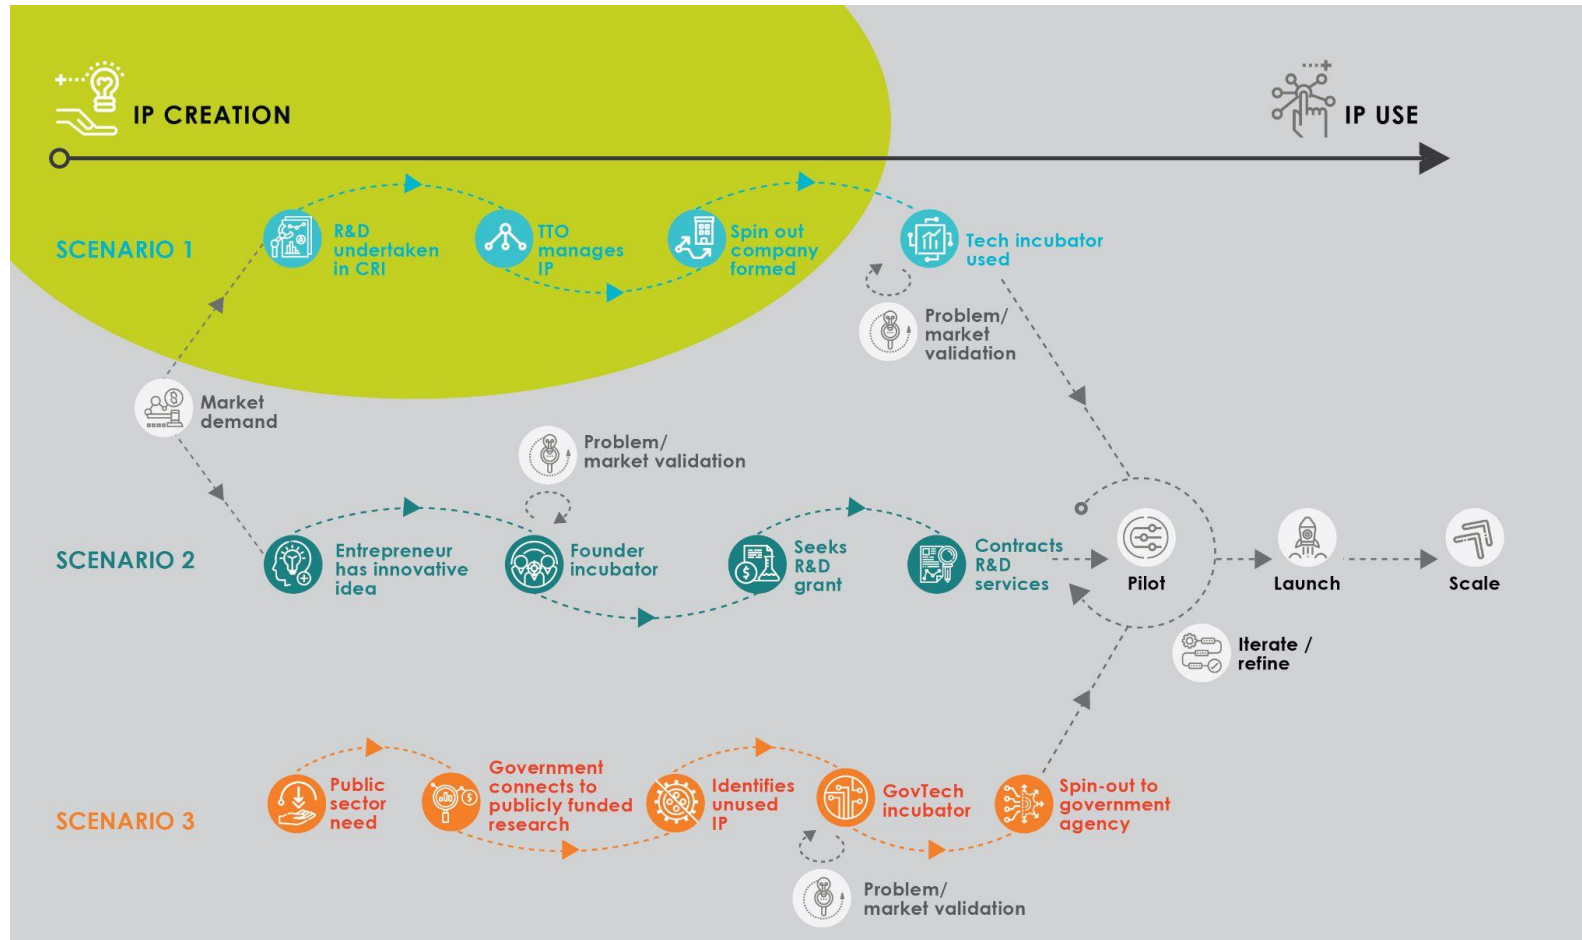 IP CREATION
IP USE
SCENARIO 1
R&D
undertaken
in CRI
TTO
manages
IP
Spin out
company
formed
Tech incubator
used
Problem/
market
validation
Market
demand
Problem/
market validation
SCENARIO 2
Entrepreneur
has innovative
idea
Founder
incubator
Seeks
R&D
grant
Contracts
R&D
services
Pilot
Launch
Scale
Iterate /
refine
SCENARIO 3
Public
sector
need
Government
connects to
publicly funded
research
Identifies
unused
IP
GovTech
incubator
Spin-out to
government
agency
Problem/
market validation